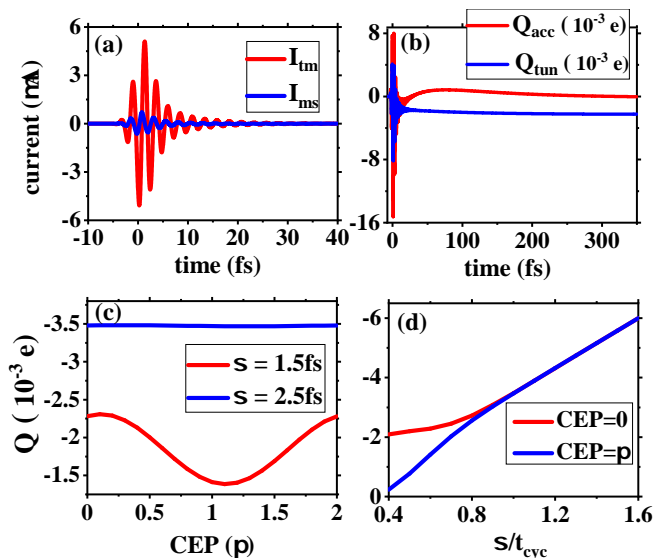 (a)
I_tm
I_ms
current (mA)
6
3
0
-3
6
-10 0 10 20 30 40
time (fs)
(b)
Q_acc ( 10^-3 e)
Q_tun ( 10^-3 e)
8
0
-8
-16
0 100 200 300
time (fs)
(c)
s = 1.5fs
s = 2.5fs
Q ( 10^-3 e)
-3.5
-3
-2.5
-2
-1.5
0 0.5 1 1.5 2
CEP (p)
(d)
CEP=0
CEP=p
-6
-4
-2
0
0.4 0.8 1.2 1.6
s/t_cyc